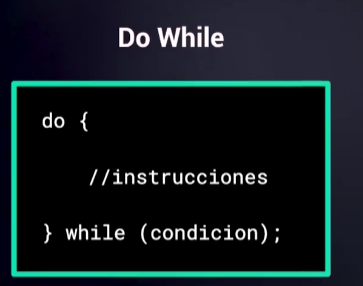 Do While
do {
//instrucciones
} while (condicion);